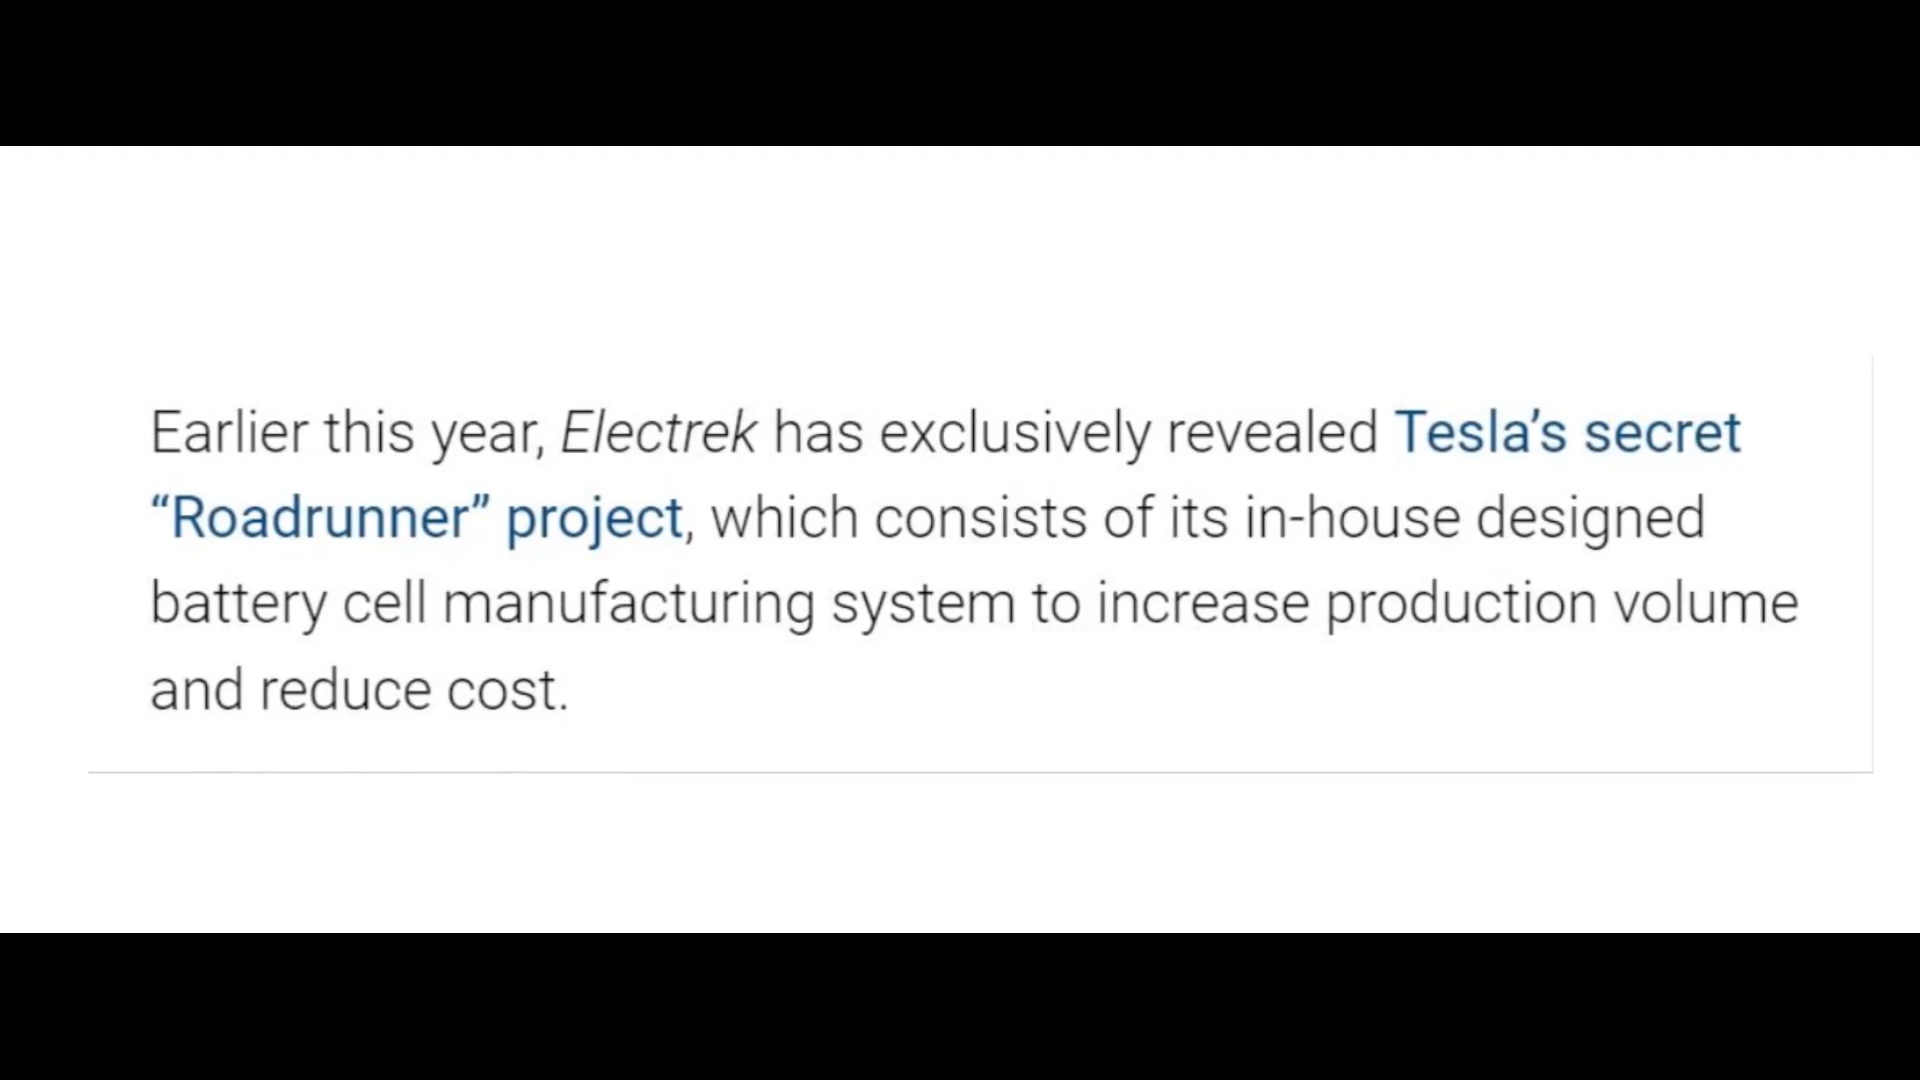 Earlier this year, Electrek has exclusively revealed Tesla’s secret
“Roadrunner” project, which consists of its in-house designed
battery cell manufacturing system to increase production volume
and reduce cost.